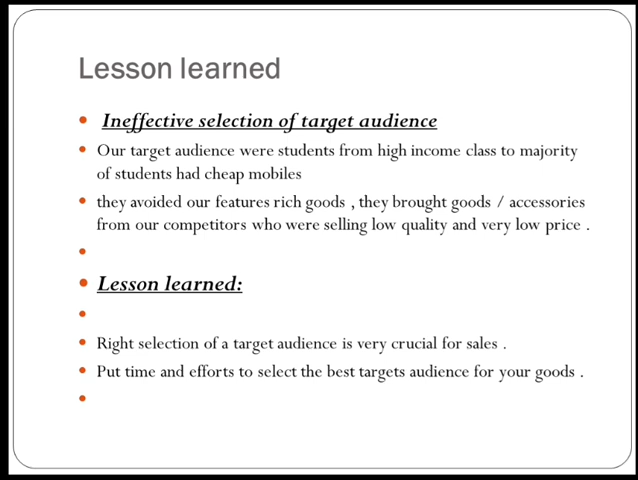 Lesson learned
Ineffective selection of target audience
Our target audience were students from high income class to majority
of students had cheap mobiles
they avoided our features rich goods , they brought goods / accessories
from our competitors who were selling low quality and very low price .
Lesson learned:
Right selection of a target audience is very crucial for sales .
Put time and efforts to select the best targets audience for your goods .